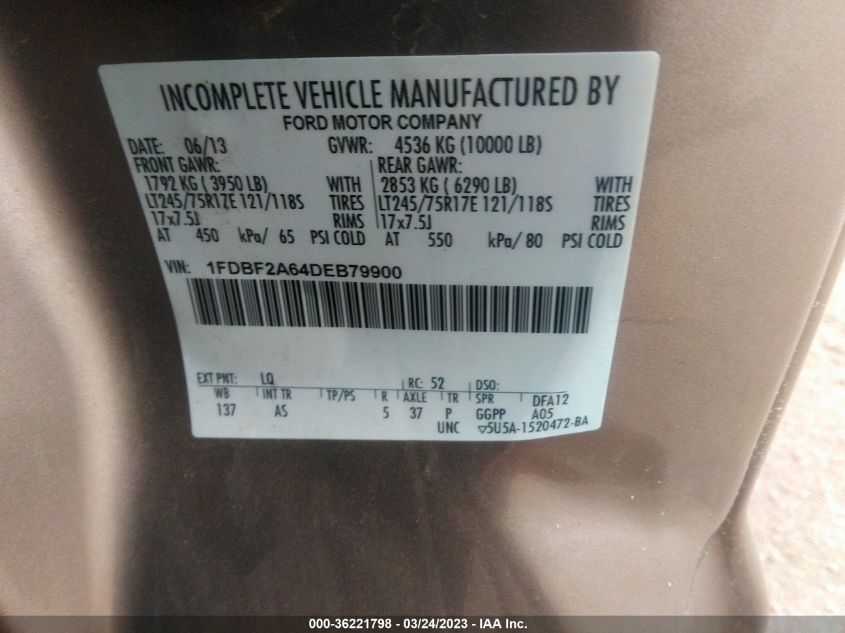 INCOMPLETE VEHICLE MANUFACTURED BY
FORD MOTOR COMPANY
DATE: 06/13 GVWR: 4536 KG (10000 LB)
FRONT GAWR: REAR GAWR:
1792 KG ( 3950 LB) WITH 2853 KG ( 6290 LB) WITH
LT245/75R17E 121/118S TIRES LT245/75R17E 121/118S TIRES
17x7.5J RIMS 17x7.5J RIMS
AT 450 kPa/ 65 PSI COLD AT 550 kPa/ 80 PSI COLD
VIN: 1FDBF2A64DEB79900
EXT PNT: LQ RC: 52 DSO:
WB INT TR TP/PS R AXLE TR SPR DFA12
137 AS 5 37 P GGPP A05
UNC ▽5U5A-1520472-BA
000-36221798 - 03/24/2023 - IAA Inc.